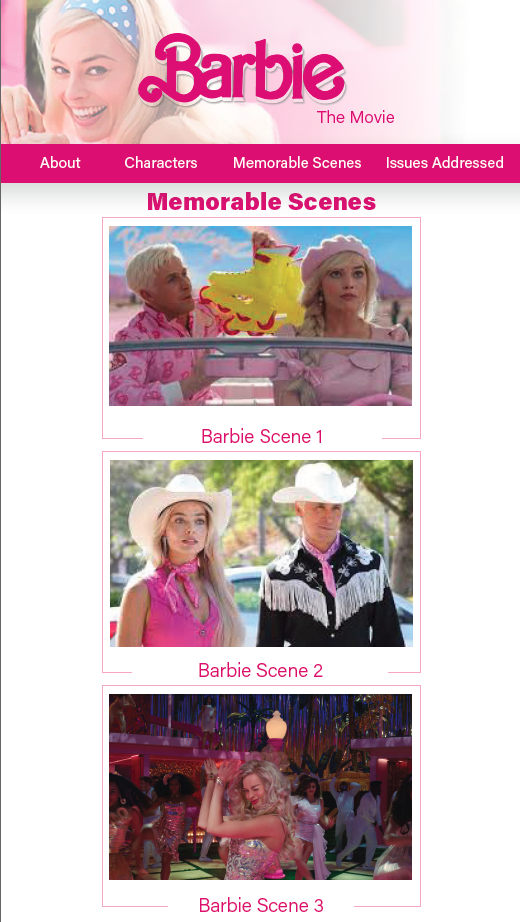 Barbie
The Movie
About Characters Memorable Scenes Issues Addressed
Memorable Scenes
Barbie Scene 1
Barbie Scene 2
Barbie Scene 3